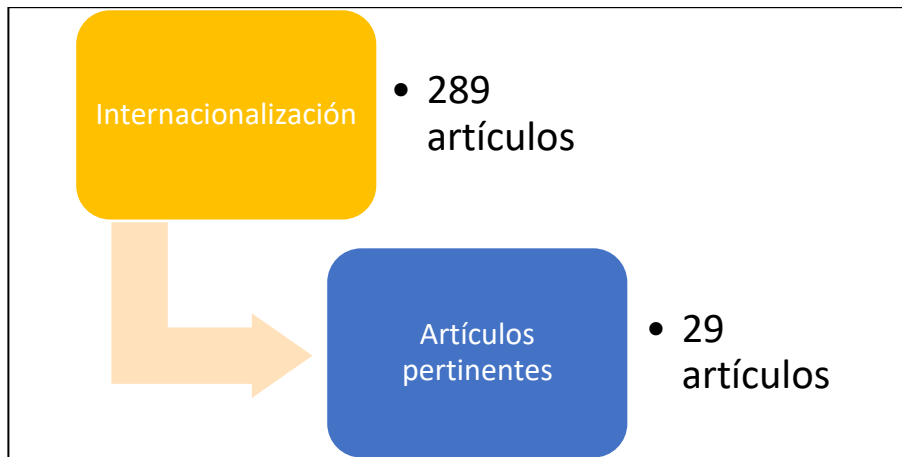 Internacionalización
• 289
artículos
Artículos
pertinentes
• 29
artículos